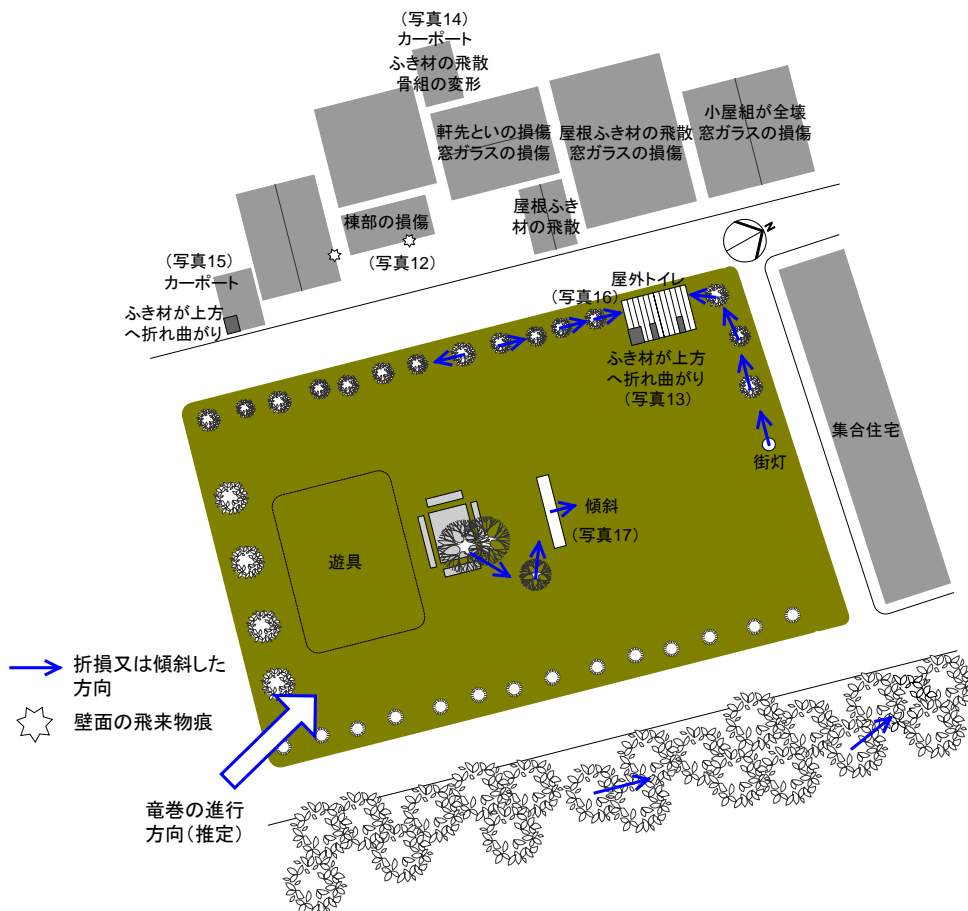 (写真14)
カーポート
ふき材の飛散
骨組の変形
軒先といの損傷
窓ガラスの損傷
屋根ふき材の飛散
窓ガラスの損傷
小屋組が全壊
窓ガラスの損傷
棟部の損傷
(写真12)
屋根ふき
材の飛散
N
(写真15)
カーポート
ふき材が上方
へ折れ曲がり
屋外トイレ
(写真16)
ふき材が上方
へ折れ曲がり
(写真13)
集合住宅
街灯
傾斜
(写真17)
遊具
折損又は傾斜した
方向
壁面の飛来物痕
竜巻の進行
方向(推定)